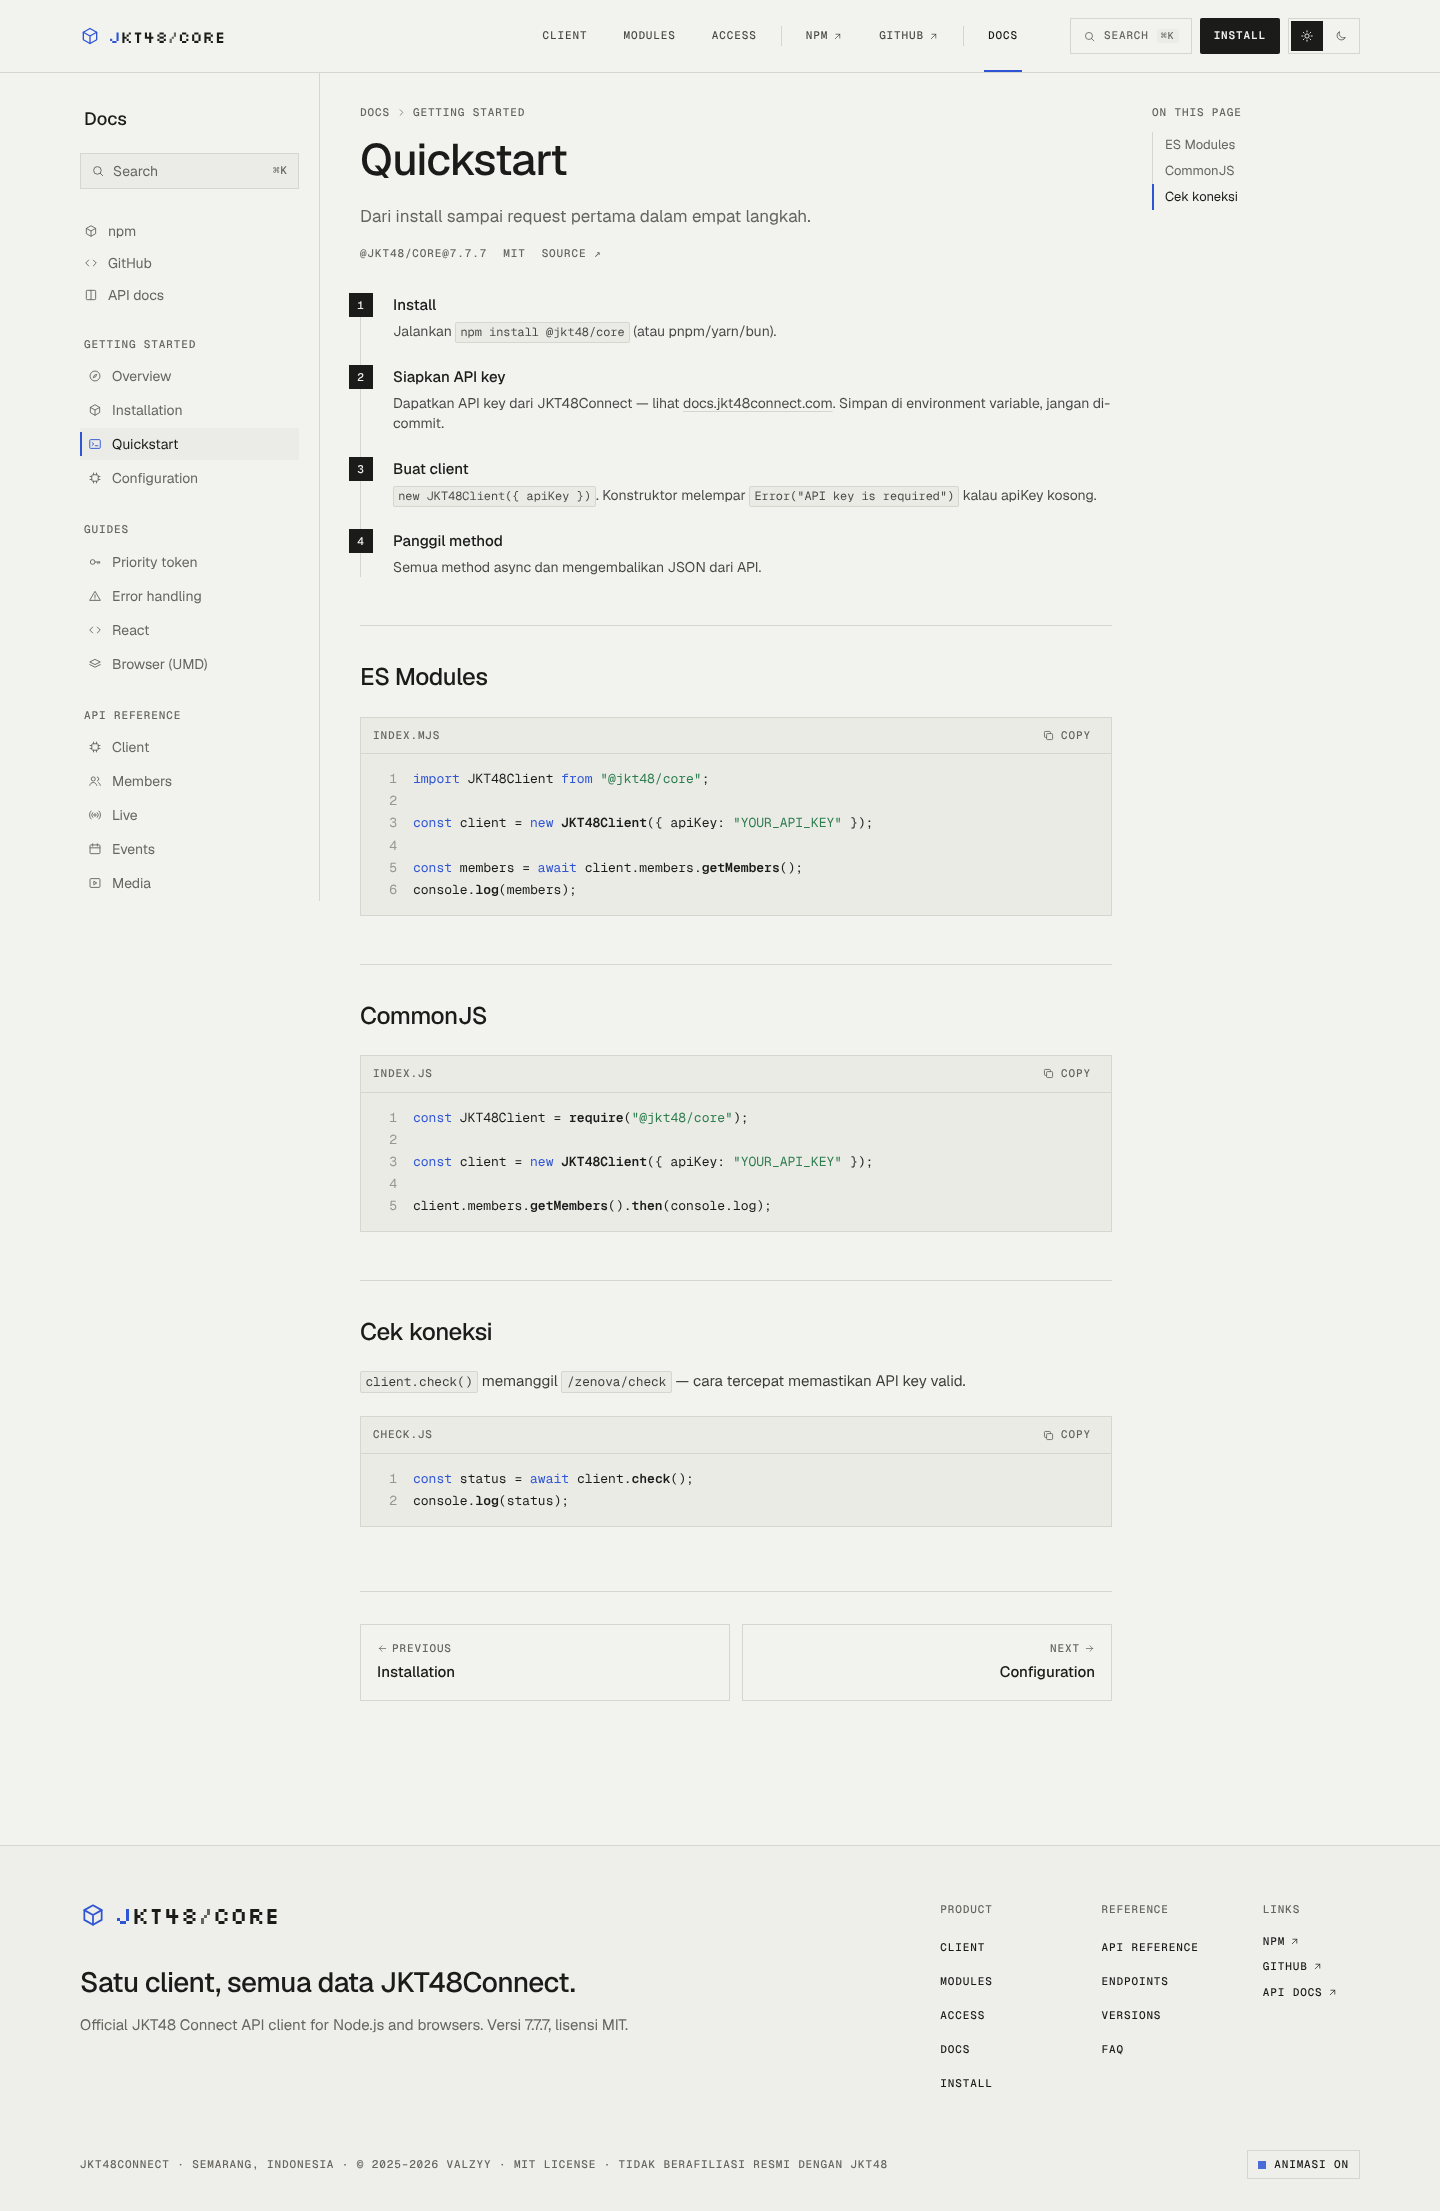 JKT48/CORE
CLIENT MODULES ACCESS NPM ↗ GITHUB ↗ DOCS SEARCH ⌘K INSTALL
Docs
Search ⌘K
npm
GitHub
API docs
GETTING STARTED
Overview
Installation
Quickstart
Configuration
GUIDES
Priority token
Error handling
React
Browser (UMD)
API REFERENCE
Client
Members
Live
Events
Media
DOCS > GETTING STARTED
Quickstart
Dari install sampai request pertama dalam empat langkah.
@JKT48/CORE@7.7.7 MIT SOURCE ↗
1 Install
Jalankan npm install @jkt48/core (atau pnpm/yarn/bun).
2 Siapkan API key
Dapatkan API key dari JKT48Connect — lihat docs.jkt48connect.com. Simpan di environment variable, jangan di-
commit.
3 Buat client
new JKT48Client({ apiKey }). Konstruktor melempar Error("API key is required") kalau apiKey kosong.
4 Panggil method
Semua method async dan mengembalikan JSON dari API.
ES Modules
INDEX.MJS COPY
1 import JKT48Client from "@jkt48/core";
2
3 const client = new JKT48Client({ apiKey: "YOUR_API_KEY" });
4
5 const members = await client.members.getMembers();
6 console.log(members);
CommonJS
INDEX.JS COPY
1 const JKT48Client = require("@jkt48/core");
2
3 const client = new JKT48Client({ apiKey: "YOUR_API_KEY" });
4
5 client.members.getMembers().then(console.log);
Cek koneksi
client.check() memanggil /zenova/check — cara tercepat memastikan API key valid.
CHECK.JS COPY
1 const status = await client.check();
2 console.log(status);
← PREVIOUS
Installation
NEXT →
Configuration
ON THIS PAGE
ES Modules
CommonJS
Cek koneksi
JKT48/CORE
Satu client, semua data JKT48Connect.
Official JKT48 Connect API client for Node.js and browsers. Versi 7.7.7, lisensi MIT.
PRODUCT
CLIENT
MODULES
ACCESS
DOCS
INSTALL
REFERENCE
API REFERENCE
ENDPOINTS
VERSIONS
FAQ
LINKS
NPM ↗
GITHUB ↗
API DOCS ↗
JKT48CONNECT · SEMARANG, INDONESIA · © 2025–2026 VALZYY · MIT LICENSE · TIDAK BERAFILIASI RESMI DENGAN JKT48
ANIMASI ON